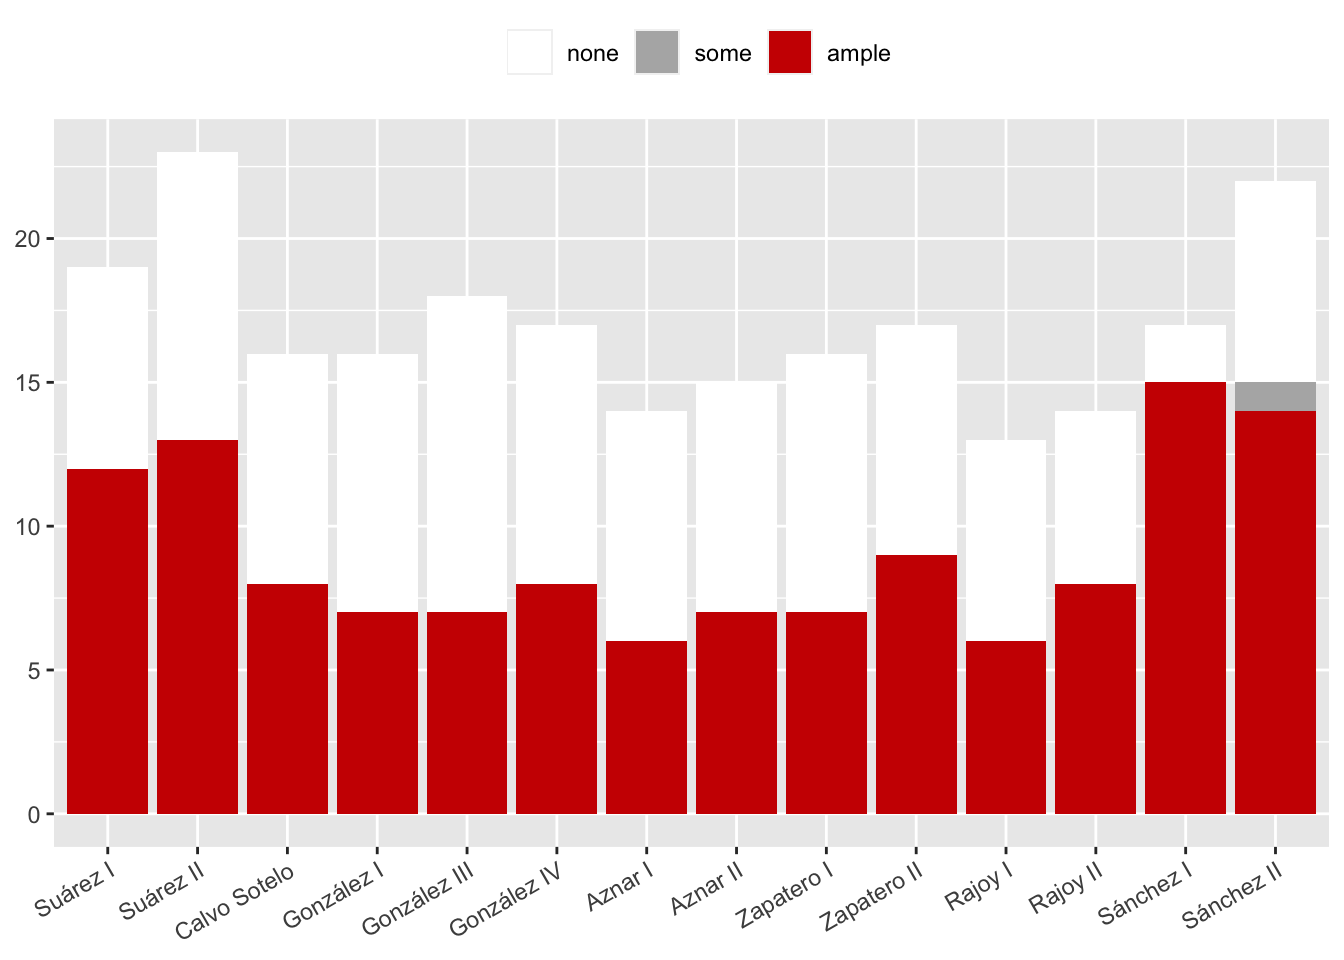 none some ample
20
15
10
5
0
Suárez I
Suárez II
Calvo Sotelo
González I
González III
González IV
Aznar I
Aznar II
Zapatero I
Zapatero II
Rajoy I
Rajoy II
Sánchez I
Sánchez II